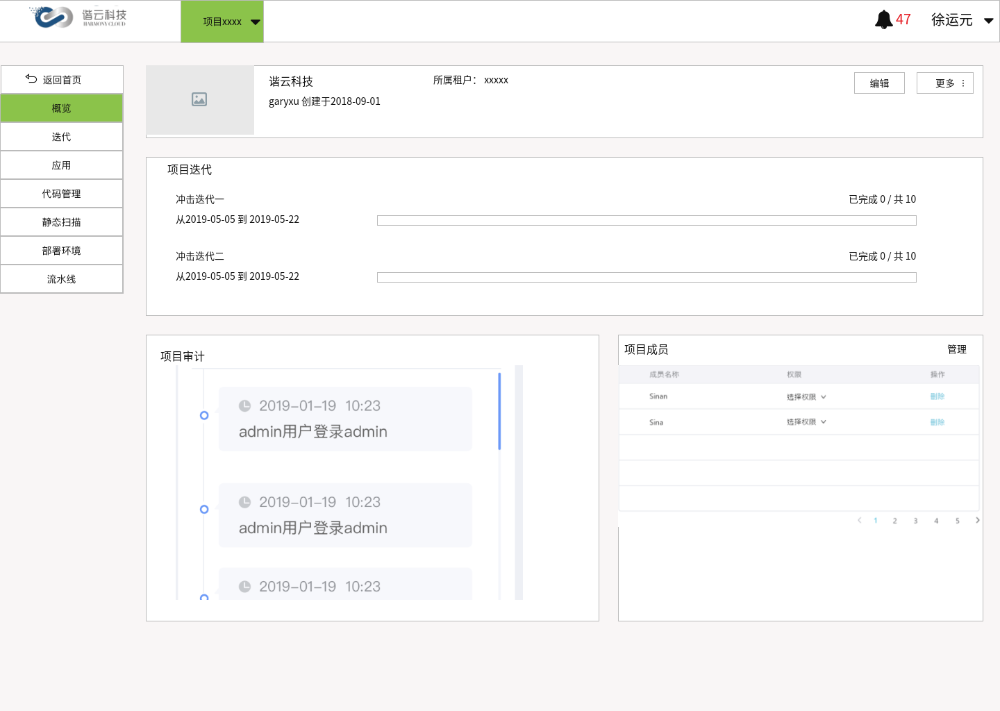 谐云科技
HARMONY CLOUD
项目xxxx
47
徐运元
返回首页
概览
迭代
应用
代码管理
静态扫描
部署环境
流水线
谐云科技
所属租户： xxxxx
编辑
更多
garyxu 创建于2018-09-01
项目迭代
冲击迭代一
已完成 0 / 共 10
从2019-05-05 到 2019-05-22
冲击迭代二
已完成 0 / 共 10
从2019-05-05 到 2019-05-22
项目审计
2019-01-19 10:23
admin用户登录admin
2019-01-19 10:23
admin用户登录admin
2019-01-19 10:23
项目成员
管理
成员名称 权限 操作
Sinan 选择权限 删除
Sina 选择权限 删除
1 2 3 4 5